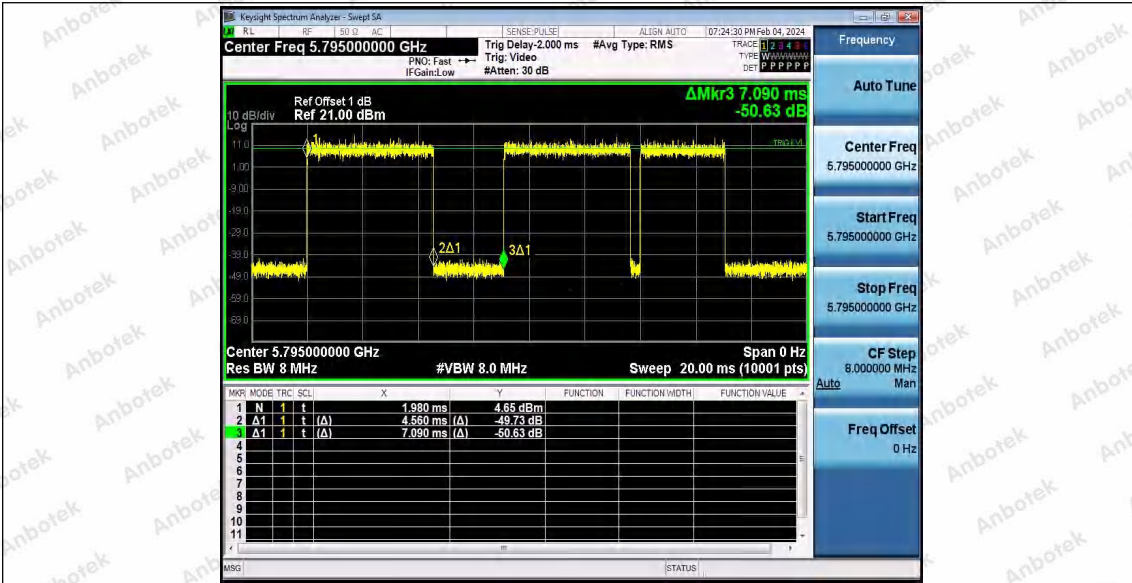 Keysight Spectrum Analyzer - Swept SA
RL RF 50 Ω AC SENSE:PULSE ALIGN AUTO 07:24:30 PM Feb 04, 2024
Center Freq 5.795000000 GHz
PNO: Fast
IFGain:Low
Trig Delay-2.000 ms
Trig: Video
#Atten: 30 dB
#Avg Type: RMS
TRACE 1 2 3 4 5 6
TYPE WWWWWW
DET P P P P P P
Frequency
Auto Tune
Center Freq
5.795000000 GHz
Start Freq
5.795000000 GHz
Stop Freq
5.795000000 GHz
CF Step
8.000000 MHz
Auto Man
Freq Offset
0 Hz
ΔMkr3 7.090 ms
-50.63 dB
Ref Offset 1 dB
10 dB/div Ref 21.00 dBm
Log
11.0
1.00
-9.00
-19.0
-29.0
-39.0
-49.0
-59.0
-69.0
1
2Δ1
3Δ1
TRIG LVL
Center 5.795000000 GHz Span 0 Hz
Res BW 8 MHz #VBW 8.0 MHz Sweep 20.00 ms (10001 pts)
MKR MODE TRC SCL X Y FUNCTION FUNCTION WIDTH FUNCTION VALUE
1 N 1 t 1.980 ms 4.65 dBm
2 Δ1 1 t (Δ) 4.560 ms (Δ) -49.73 dB
3 Δ1 1 t (Δ) 7.090 ms (Δ) -50.63 dB
4
5
6
7
8
9
10
11
MSG STATUS
Anbotek